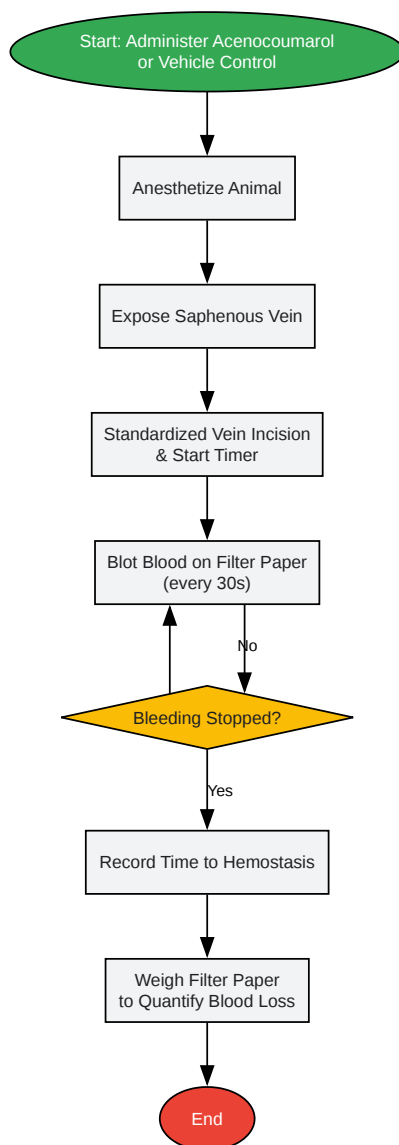 Start: Administer Acenocoumarol
or Vehicle Control
Anesthetize Animal
Expose Saphenous Vein
Standardized Vein Incision
& Start Timer
Blot Blood on Filter Paper
(every 30s)
No
Bleeding Stopped?
Yes
Record Time to Hemostasis
Weigh Filter Paper
to Quantify Blood Loss
End